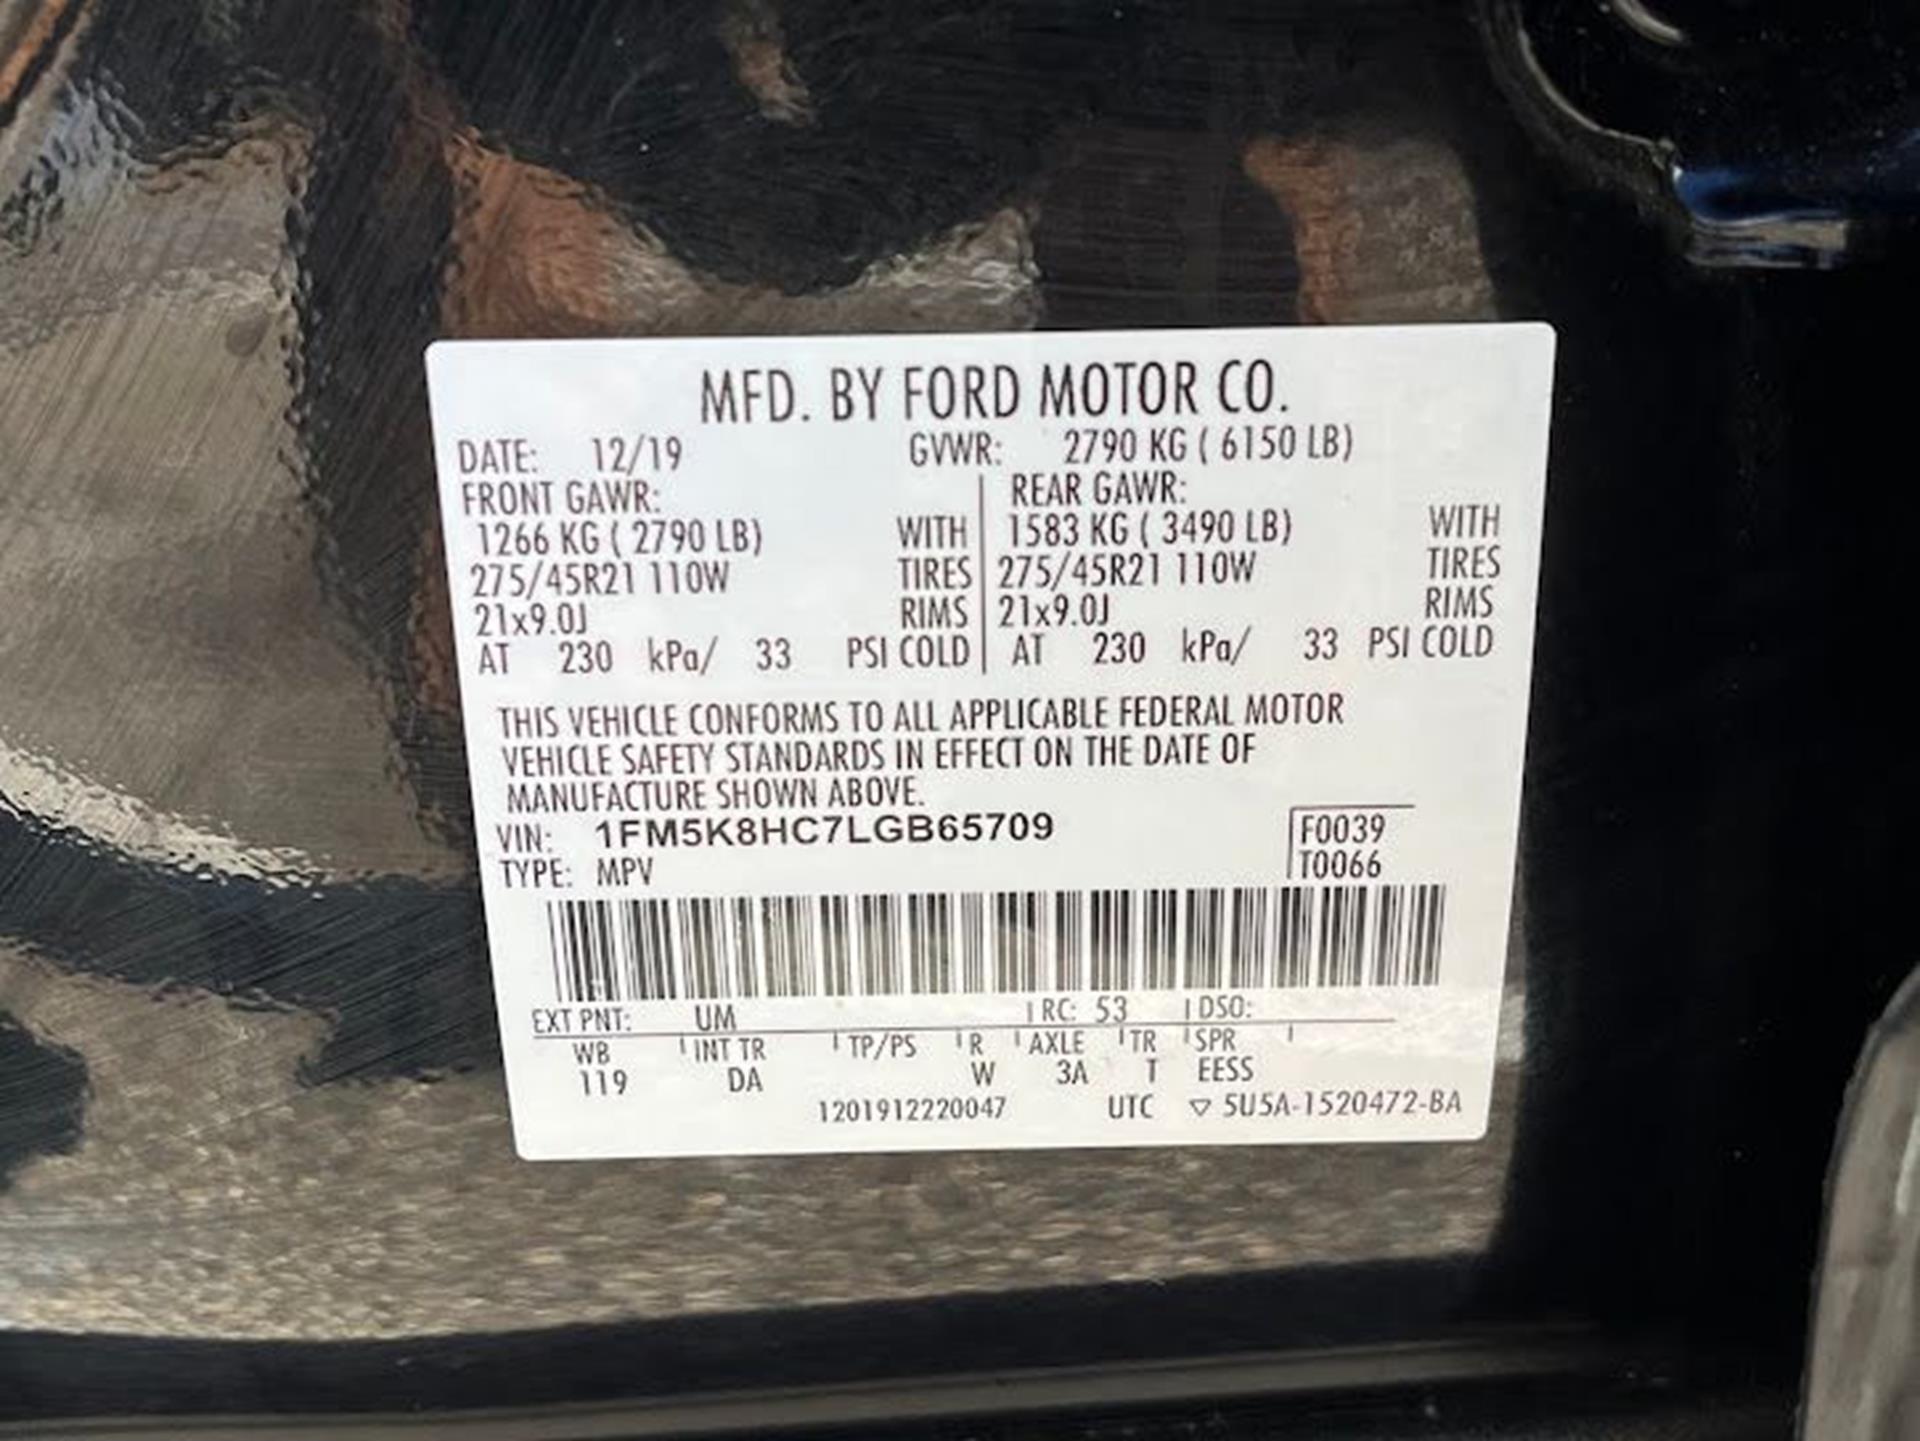 MFD. BY FORD MOTOR CO.
DATE: 12/19 GVWR: 2790 KG ( 6150 LB)
FRONT GAWR: REAR GAWR:
1266 KG ( 2790 LB) WITH 1583 KG ( 3490 LB) WITH
275/45R21 110W TIRES 275/45R21 110W TIRES
21x9.0J RIMS 21x9.0J RIMS
AT 230 kPa/ 33 PSI COLD AT 230 kPa/ 33 PSI COLD
THIS VEHICLE CONFORMS TO ALL APPLICABLE FEDERAL MOTOR
VEHICLE SAFETY STANDARDS IN EFFECT ON THE DATE OF
MANUFACTURE SHOWN ABOVE.
VIN: 1FM5K8HC7LGB65709 F0039
TYPE: MPV T0066
EXT PNT: UM RC: 53 DSO:
WB INT TR TP/PS R AXLE TR SPR
119 DA W 3A T EESS
1201912220047 UTC ▽ 5U5A-1520472-BA